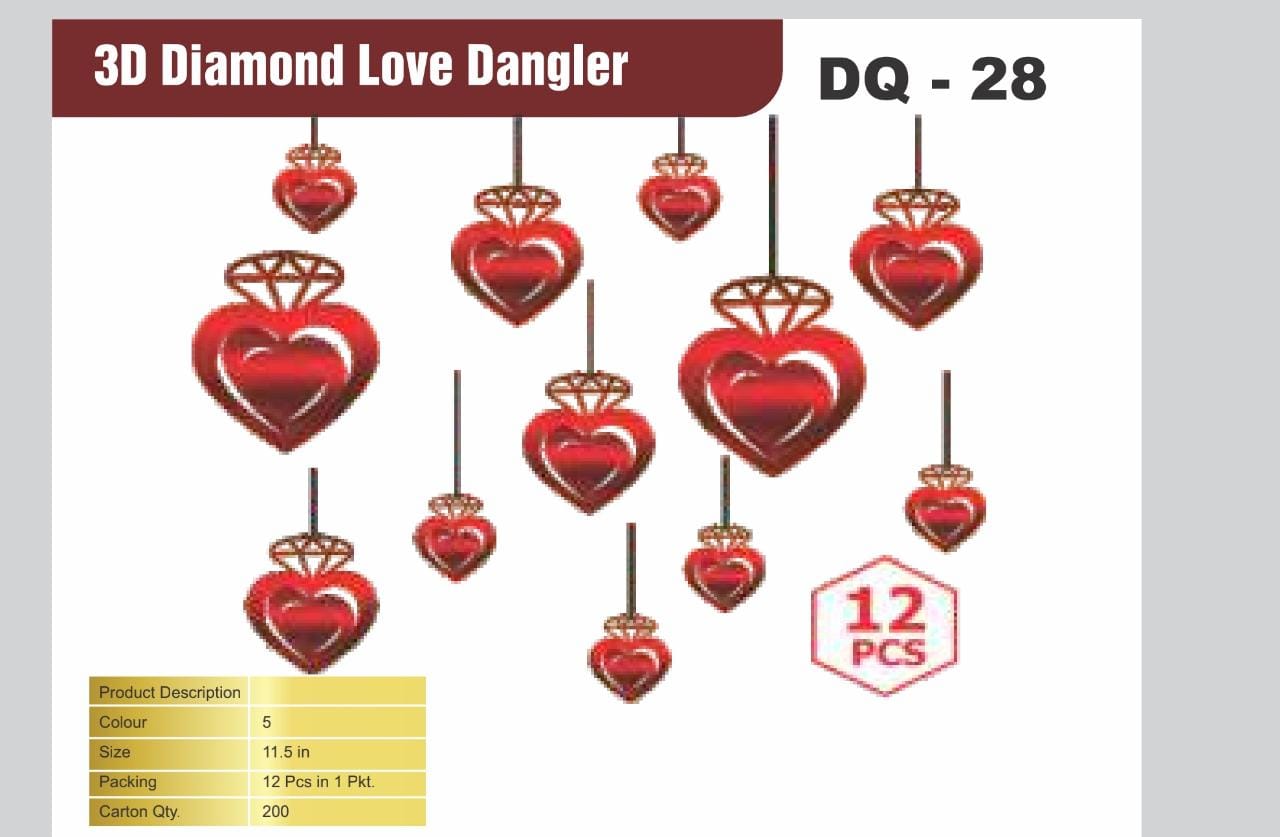 3D Diamond Love Dangler
DQ - 28
12
PCS
Product Description
Colour 5
Size 11.5 in
Packing 12 Pcs in 1 Pkt.
Carton Qty. 200